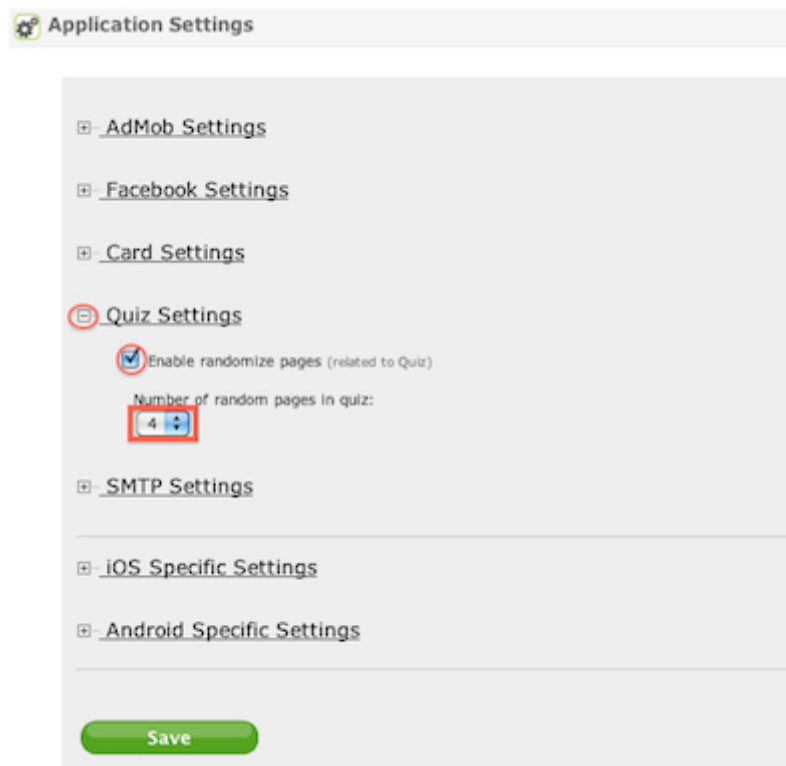 Application Settings
AdMob Settings
Facebook Settings
Card Settings
Quiz Settings
Enable randomize pages (related to Quiz)
Number of random pages in quiz:
4
SMTP Settings
iOS Specific Settings
Android Specific Settings
Save